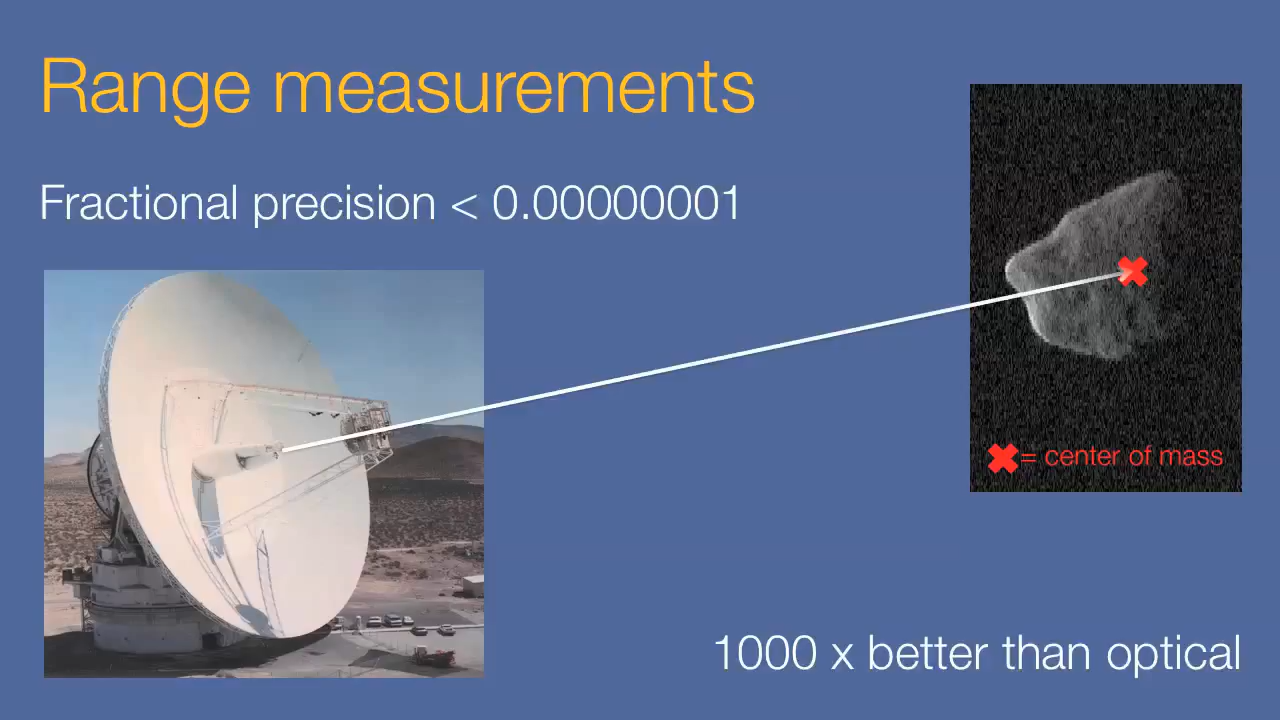 Range measurements
Fractional precision < 0.00000001
= center of mass
1000 x better than optical